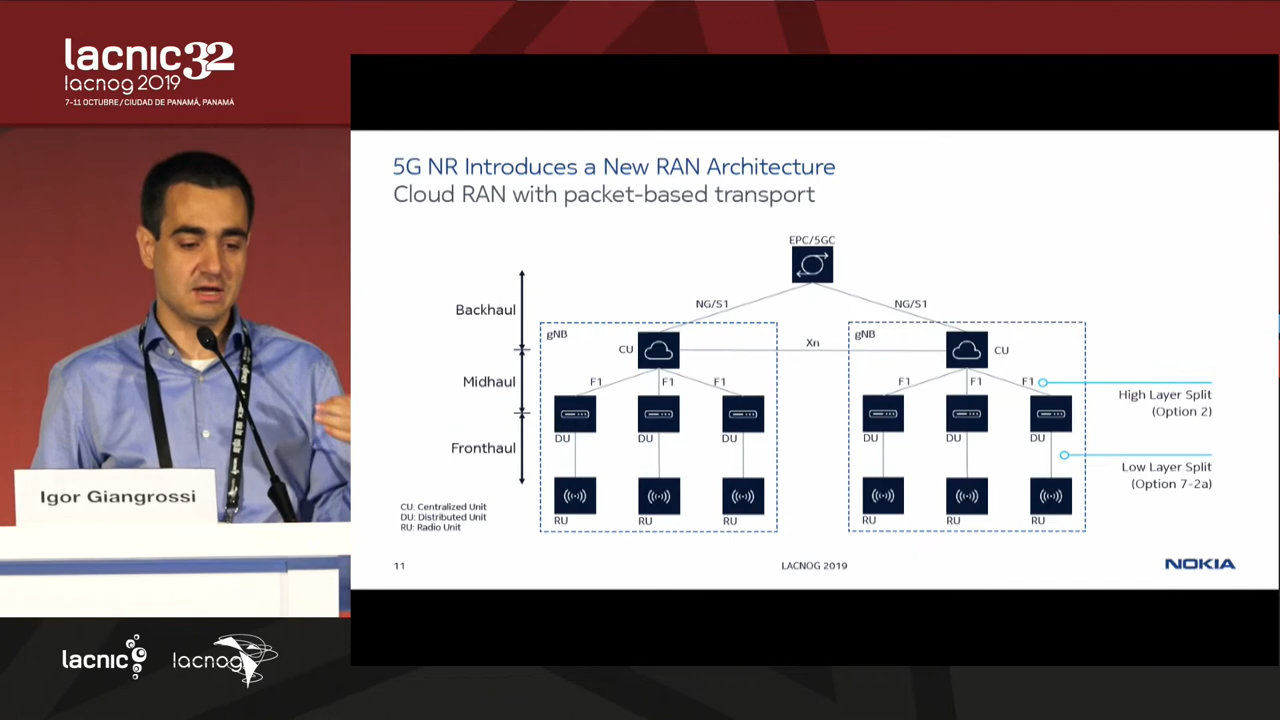 lacnic32
lacnog 2019
7-11 OCTUBRE / CIUDAD DE PANAMÁ, PANAMÁ
5G NR Introduces a New RAN Architecture
Cloud RAN with packet-based transport
EPC/5GC
Backhaul
NG/S1
NG/S1
gNB
gNB
CU
Xn
CU
Midhaul
F1
F1
F1
F1
F1
F1
High Layer Split
(Option 2)
DU
DU
DU
DU
DU
DU
Fronthaul
Low Layer Split
(Option 7-2a)
CU: Centralized Unit
DU: Distributed Unit
RU: Radio Unit
RU
RU
RU
RU
RU
RU
11
LACNOG 2019
NOKIA
Igor Giangrossi
lacnic
lacnog